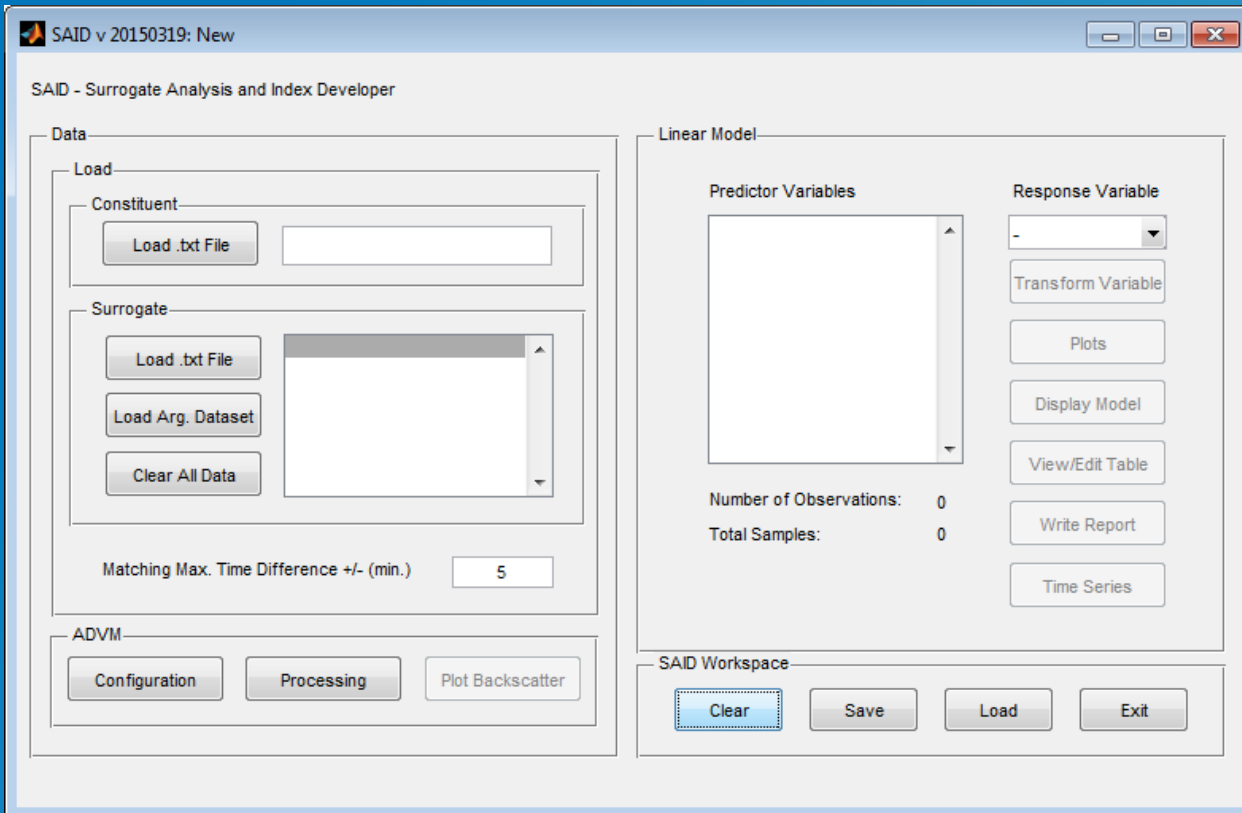 SAID v 20150319: New
SAID - Surrogate Analysis and Index Developer
Data
Load
Constituent
Load .txt File
Surrogate
Load .txt File
Load Arg. Dataset
Clear All Data
Matching Max. Time Difference +/- (min.)
5
ADVM
Configuration
Processing
Plot Backscatter
Linear Model
Predictor Variables
Response Variable
-
Transform Variable
Plots
Display Model
View/Edit Table
Write Report
Time Series
Number of Observations: 0
Total Samples: 0
SAID Workspace
Clear
Save
Load
Exit